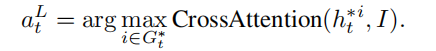 $a_t^L = \arg\max_{i \in G_t^*} \text{CrossAttention}(h_t^{*i}, I).$